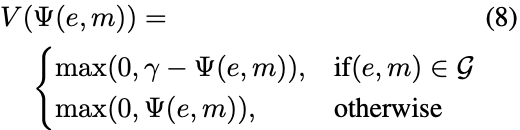 V(Ψ(e, m)) = (8)
{ max(0, γ − Ψ(e, m)), if(e, m) ∈ 𝒢
max(0, Ψ(e, m)), otherwise